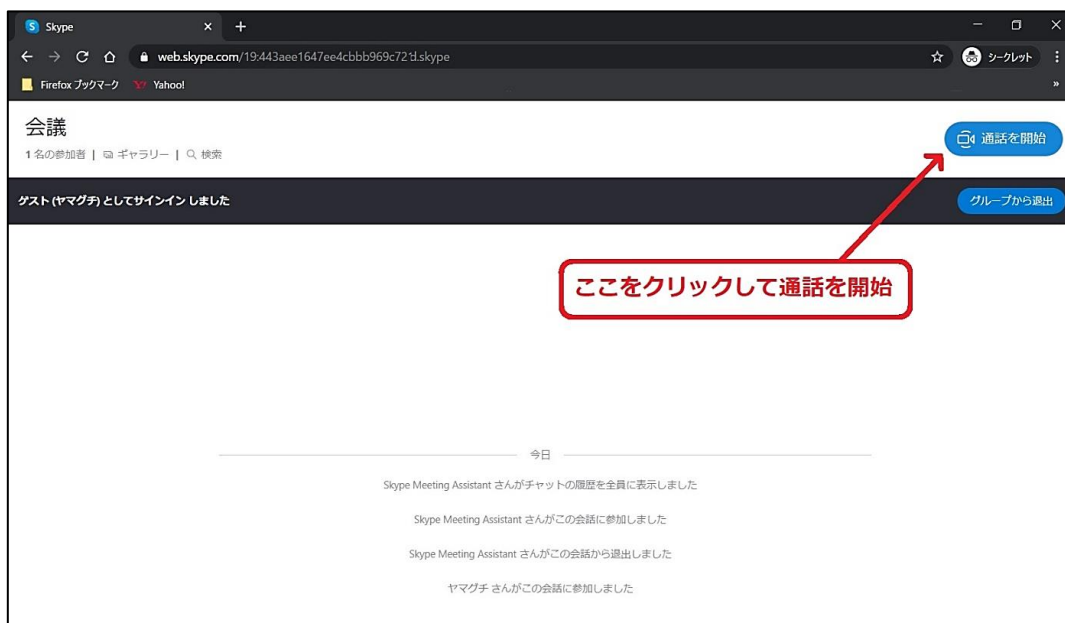 Skype
web.skype.com/19:443aee1647ee4cbbb969c721d.skype
シークレット
Firefox ブックマーク Yahoo!
会議
通話を開始
1 名の参加者 | ギャラリー | 検索
ゲスト (ヤマグチ) としてサインイン しました
グループから退出
ここをクリックして通話を開始
今日
Skype Meeting Assistant さんがチャットの履歴を全員に表示しました
Skype Meeting Assistant さんがこの会話に参加しました
Skype Meeting Assistant さんがこの会話から退出しました
ヤマグチ さんがこの会話に参加しました